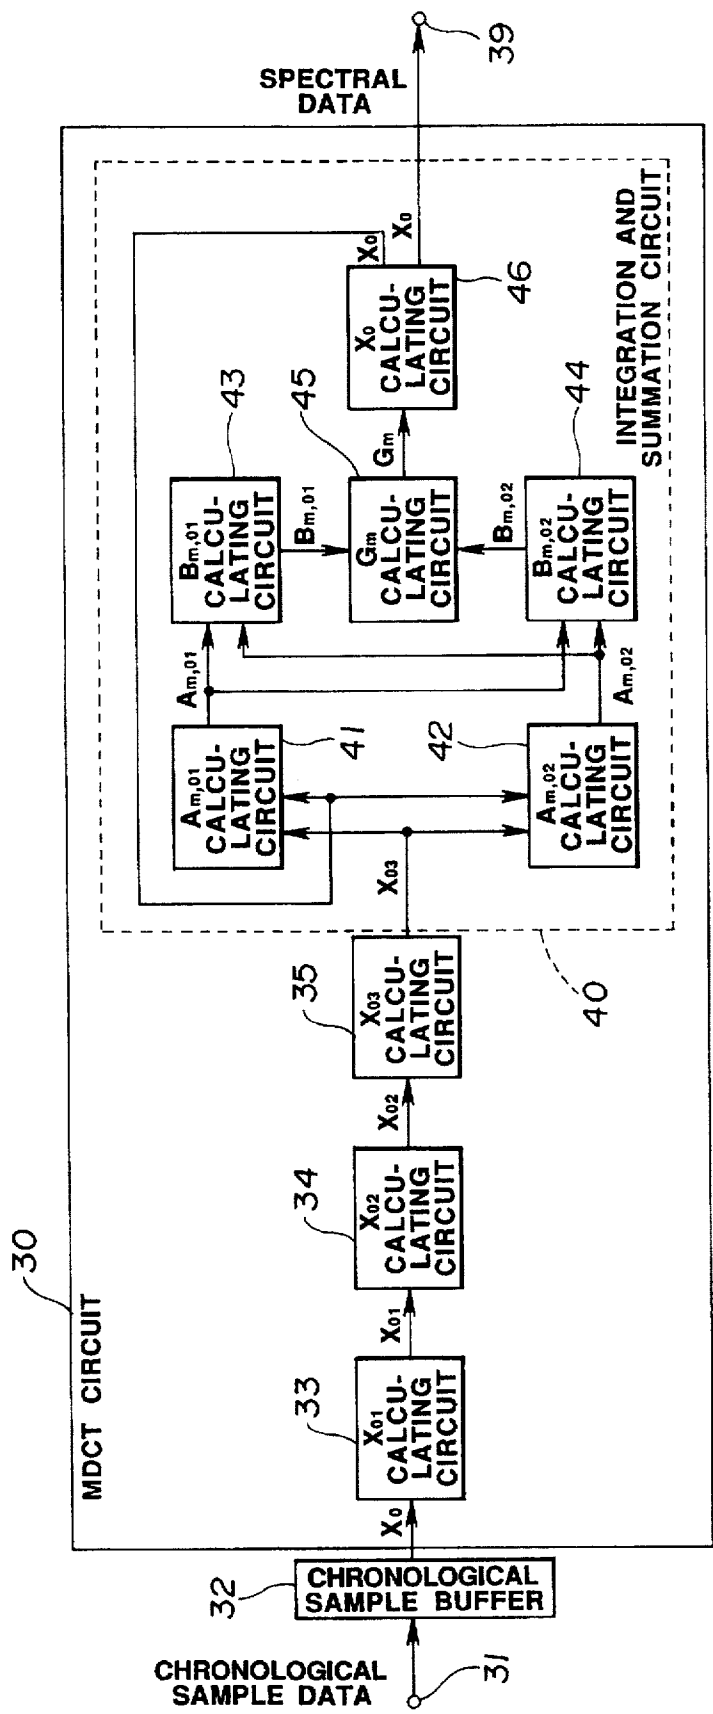 CHRONOLOGICAL
SAMPLE DATA
31
32
CHRONOLOGICAL
SAMPLE BUFFER
MDCT CIRCUIT
30
X0
33
X01
CALCU-
LATING
CIRCUIT
X01
34
X02
CALCU-
LATING
CIRCUIT
X02
35
X03
CALCU-
LATING
CIRCUIT
X03
40
Am,01
CALCU-
LATING
CIRCUIT
41
Am,01
42
Am,02
CALCU-
LATING
CIRCUIT
Am,02
Bm,01
CALCU-
LATING
CIRCUIT
43
Bm,01
45
Gm
CALCU-
LATING
CIRCUIT
Gm
Bm,02
Bm,02
CALCU-
LATING
CIRCUIT
44
X0
CALCU-
LATING
CIRCUIT
46
X0
X0
INTEGRATION AND
SUMMATION CIRCUIT
SPECTRAL
DATA
39